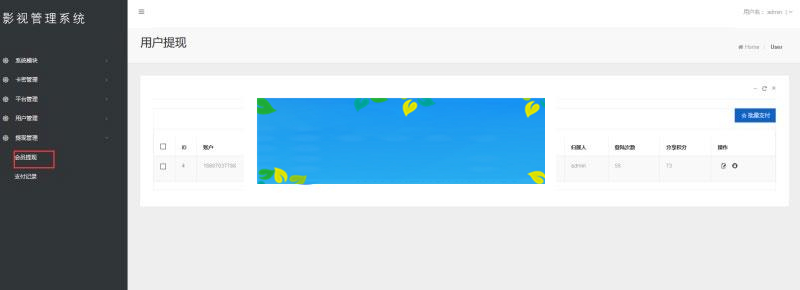 影视管理系统
用户名： admin |
用户提现
Home / User
系统模块
卡密管理
平台管理
用户管理
提现管理
会员提现
支付记录
批量支付
ID 账户 归属人 登陆次数 分享积分 操作
4 admin 55 73